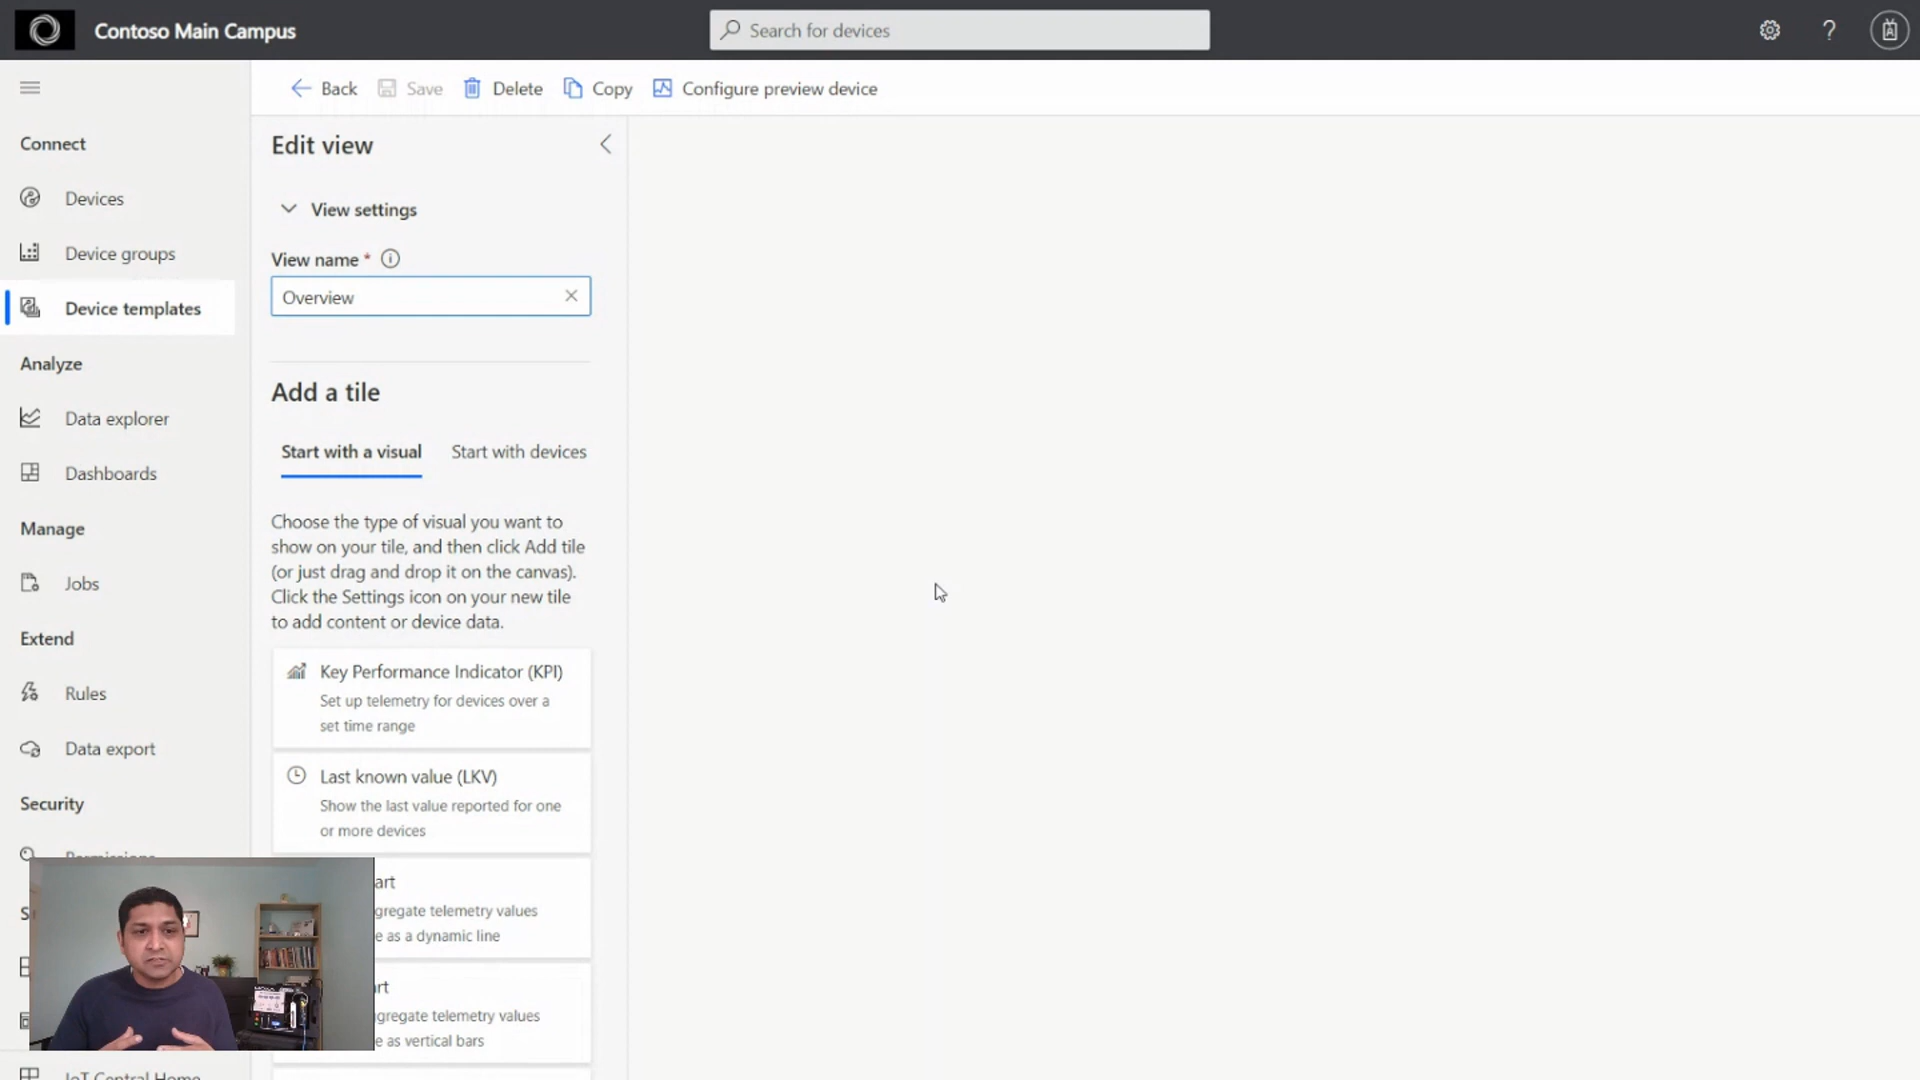 Contoso Main Campus
Search for devices
?
Back
Save
Delete
Copy
Configure preview device
Connect
Devices
Device groups
Device templates
Analyze
Data explorer
Dashboards
Manage
Jobs
Extend
Rules
Data export
Security
Permissions
S
IoT Central Home
Edit view
View settings
View name *
Overview
Add a tile
Start with a visual
Start with devices
Choose the type of visual you want to
show on your tile, and then click Add tile
(or just drag and drop it on the canvas).
Click the Settings icon on your new tile
to add content or device data.
Key Performance Indicator (KPI)
Set up telemetry for devices over a
set time range
Last known value (LKV)
Show the last value reported for one
or more devices
art
gregate telemetry values
e as a dynamic line
rt
gregate telemetry values
e as vertical bars